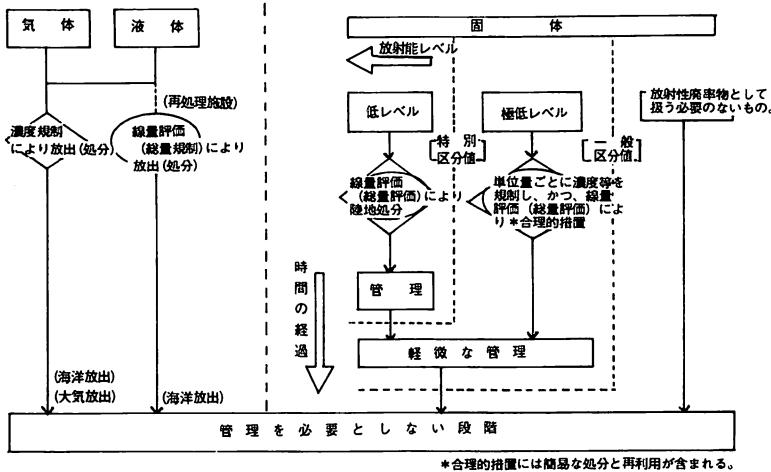 気体
液体
固体
放射能レベル
(再処理施設)
濃度規制
により放出(処分)
線量評価
(総量規制)により
放出(処分)
低レベル
極低レベル
放射性廃率物として
扱う必要のないもの。
特別
区分値
一般
区分値
線量評価
(総量評価)により
陸地処分
単位量ごとに濃度等を
規制し、かつ、線量
評価(総量評価)によ
り*合理的措置
時間の経過
管理
軽微な管理
(海洋放出)
(大気放出)
(海洋放出)
管理を必要としない段階
*合理的措置には簡易な処分と再利用が含まれる。